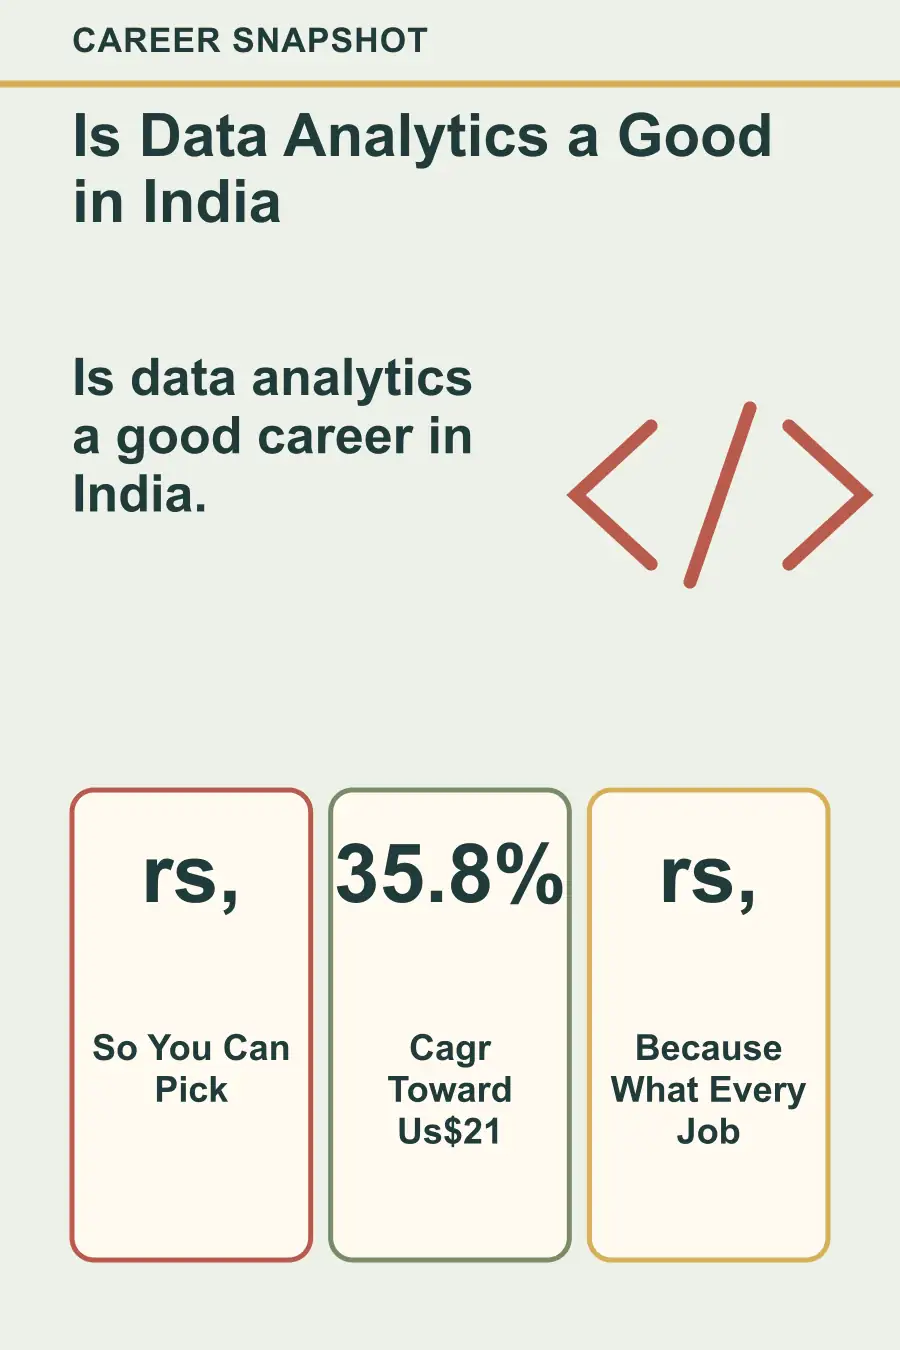 CAREER SNAPSHOT
Is Data Analytics a Good
in India
Is data analytics
a good career in
India.
</>
rs,
So You Can
Pick
35.8%
Cagr
Toward
Us$21
rs,
Because
What Every
Job